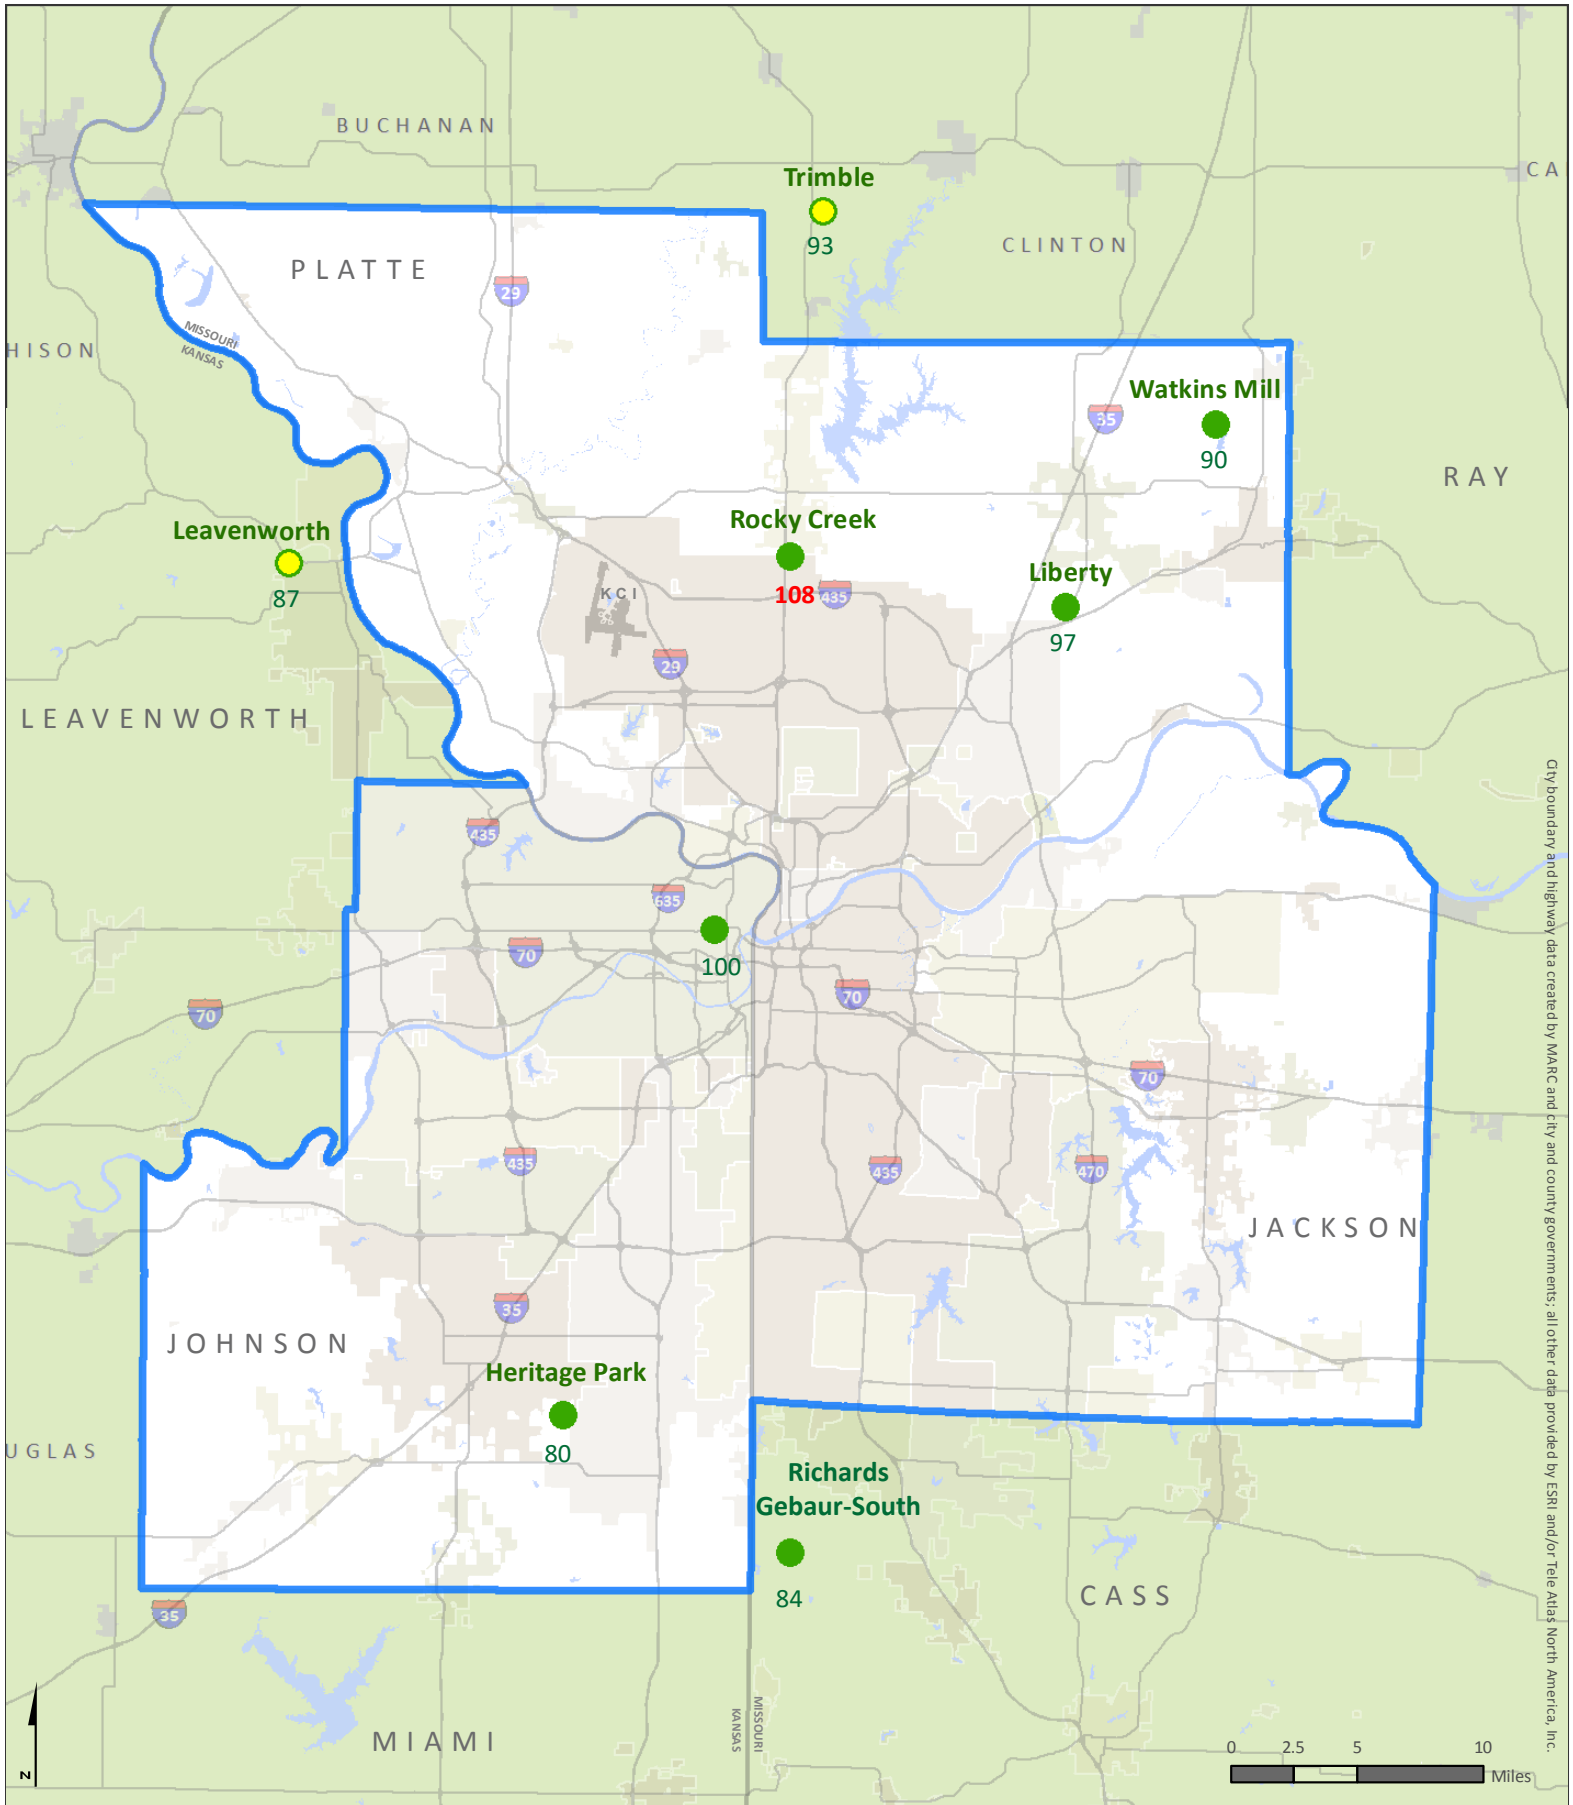 BUCHANAN
CA
Trimble
93
CLINTON
PLATTE
29
MISSOURI
KANSAS
HISON
Watkins Mill
35
90
RAY
Rocky Creek
Leavenworth
87
KCI
108
435
Liberty
97
29
LEAVENWORTH
435
635
70
100
70
70
70
435
435
470
JACKSON
35
JOHNSON
Heritage Park
80
UGLAS
Richards
Gebaur-South
84
CASS
35
MIAMI
KANSAS
MISSOURI
N
0 2.5 5 10
Miles
City boundary and highway data created by MARC and city and county governments; all other data provided by ESRI and/or Tele Atlas North America, Inc.